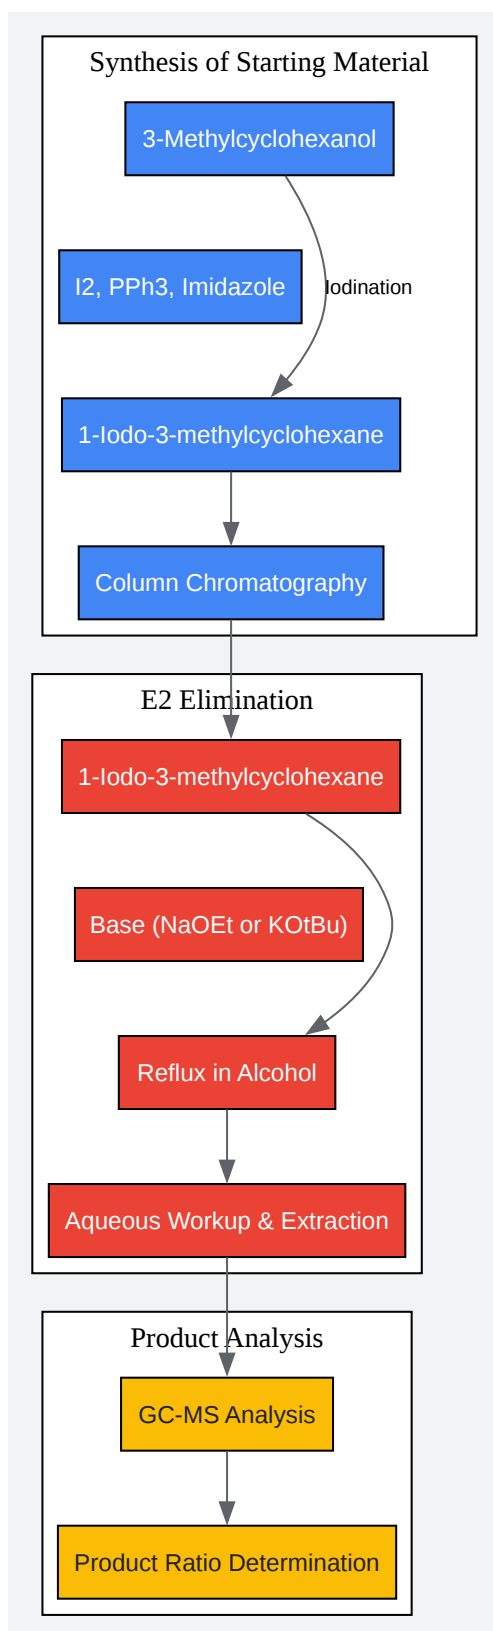 Synthesis of Starting Material
3-Methylcyclohexanol
I2, PPh3, Imidazole
Iodination
1-Iodo-3-methylcyclohexane
Column Chromatography
E2 Elimination
1-Iodo-3-methylcyclohexane
Base (NaOEt or KOtBu)
Reflux in Alcohol
Aqueous Workup & Extraction
Product Analysis
GC-MS Analysis
Product Ratio Determination